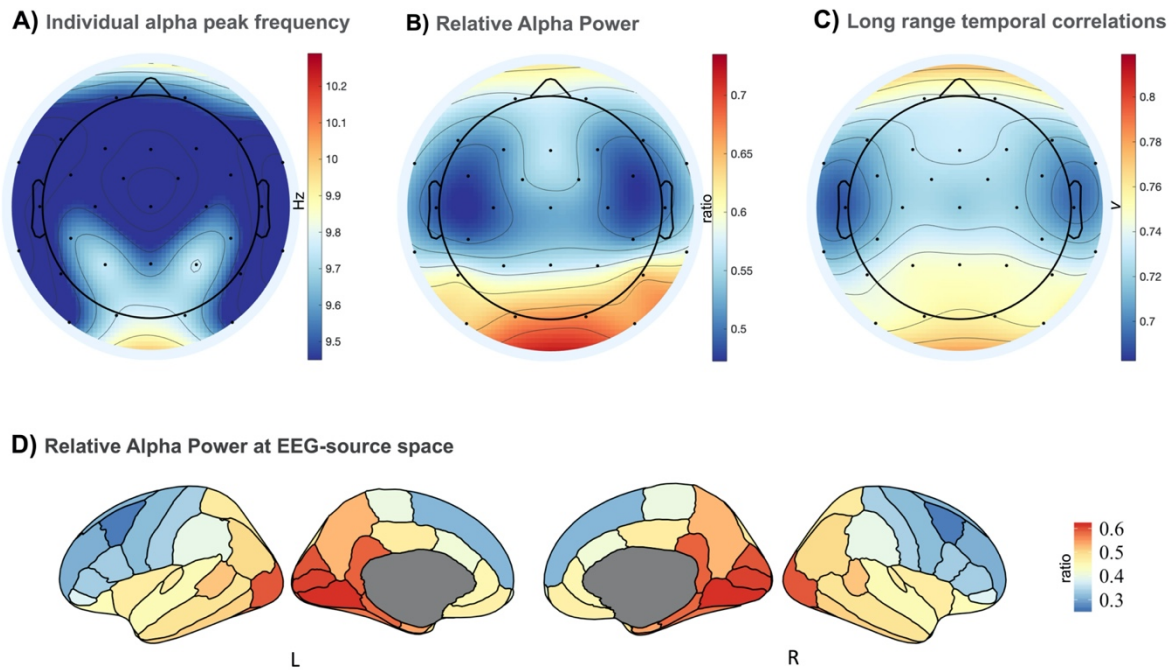 A) Individual alpha peak frequency
B) Relative Alpha Power
C) Long range temporal correlations
10.2
10.1
10
9.9
9.8
9.7
9.6
9.5
Hz
0.7
0.65
0.6
0.55
0.5
ratio
0.8
0.78
0.76
0.74
0.72
0.7
V
D) Relative Alpha Power at EEG-source space
L
R
0.6
0.5
0.4
0.3
ratio